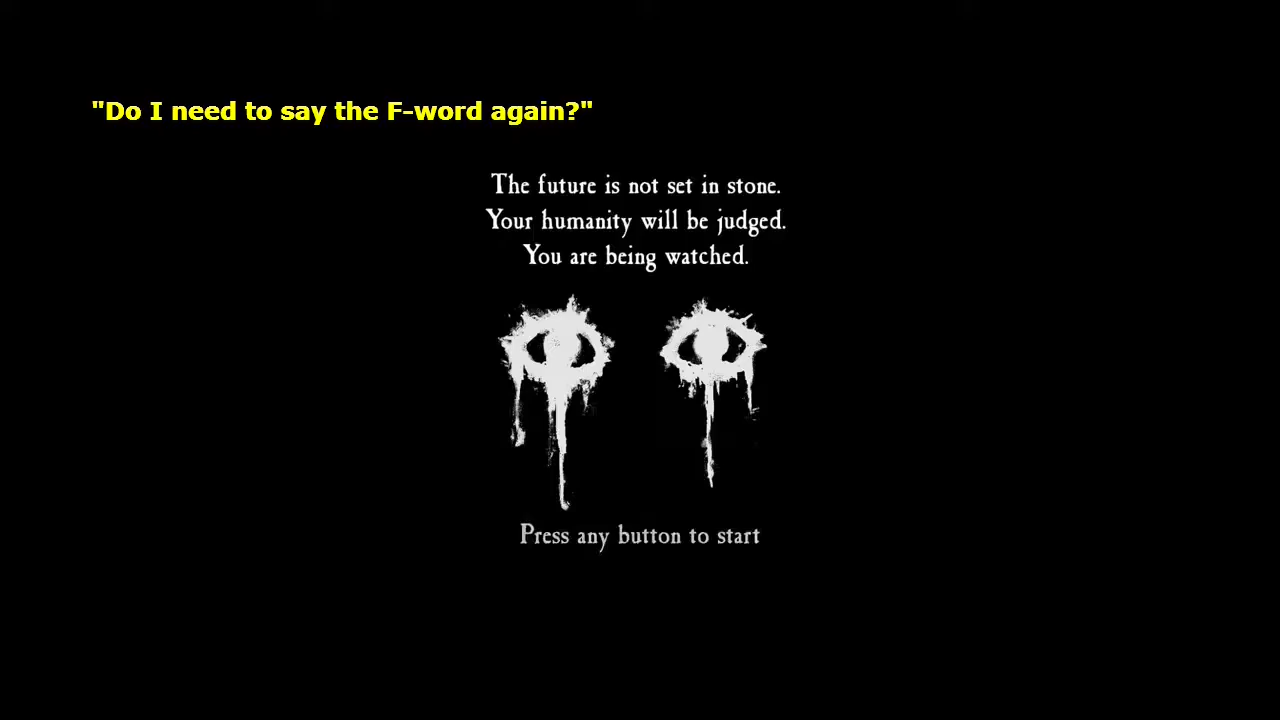 "Do I need to say the F-word again?"
The future is not set in stone.
Your humanity will be judged.
You are being watched.
Press any button to start